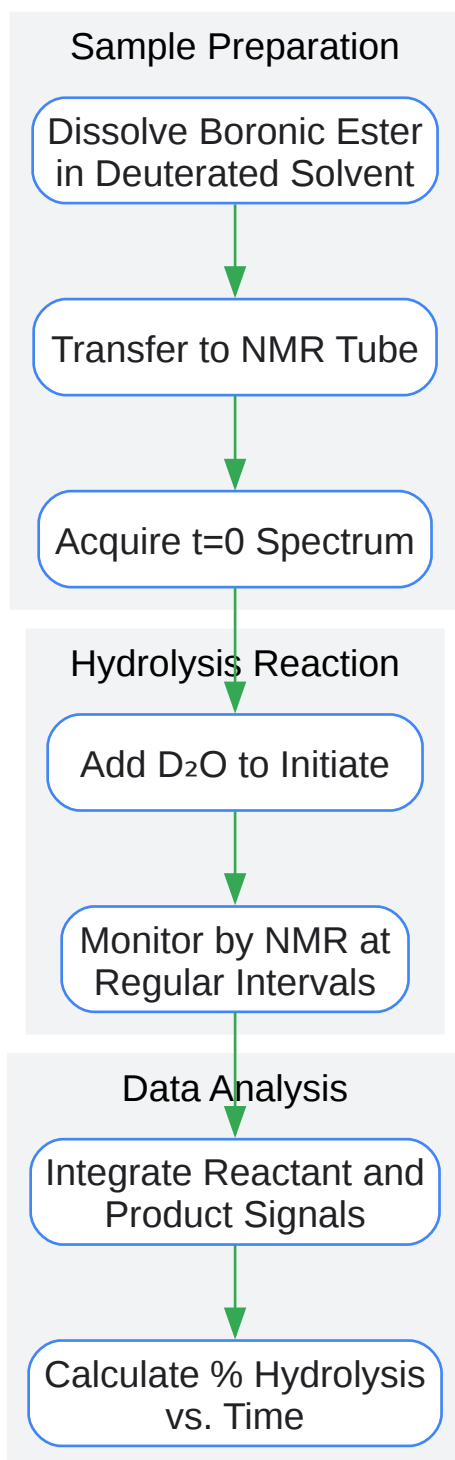 Sample Preparation
Dissolve Boronic Ester
in Deuterated Solvent
Transfer to NMR Tube
Acquire t=0 Spectrum
Hydrolysis Reaction
Add D₂O to Initiate
Monitor by NMR at
Regular Intervals
Data Analysis
Integrate Reactant and
Product Signals
Calculate % Hydrolysis
vs. Time